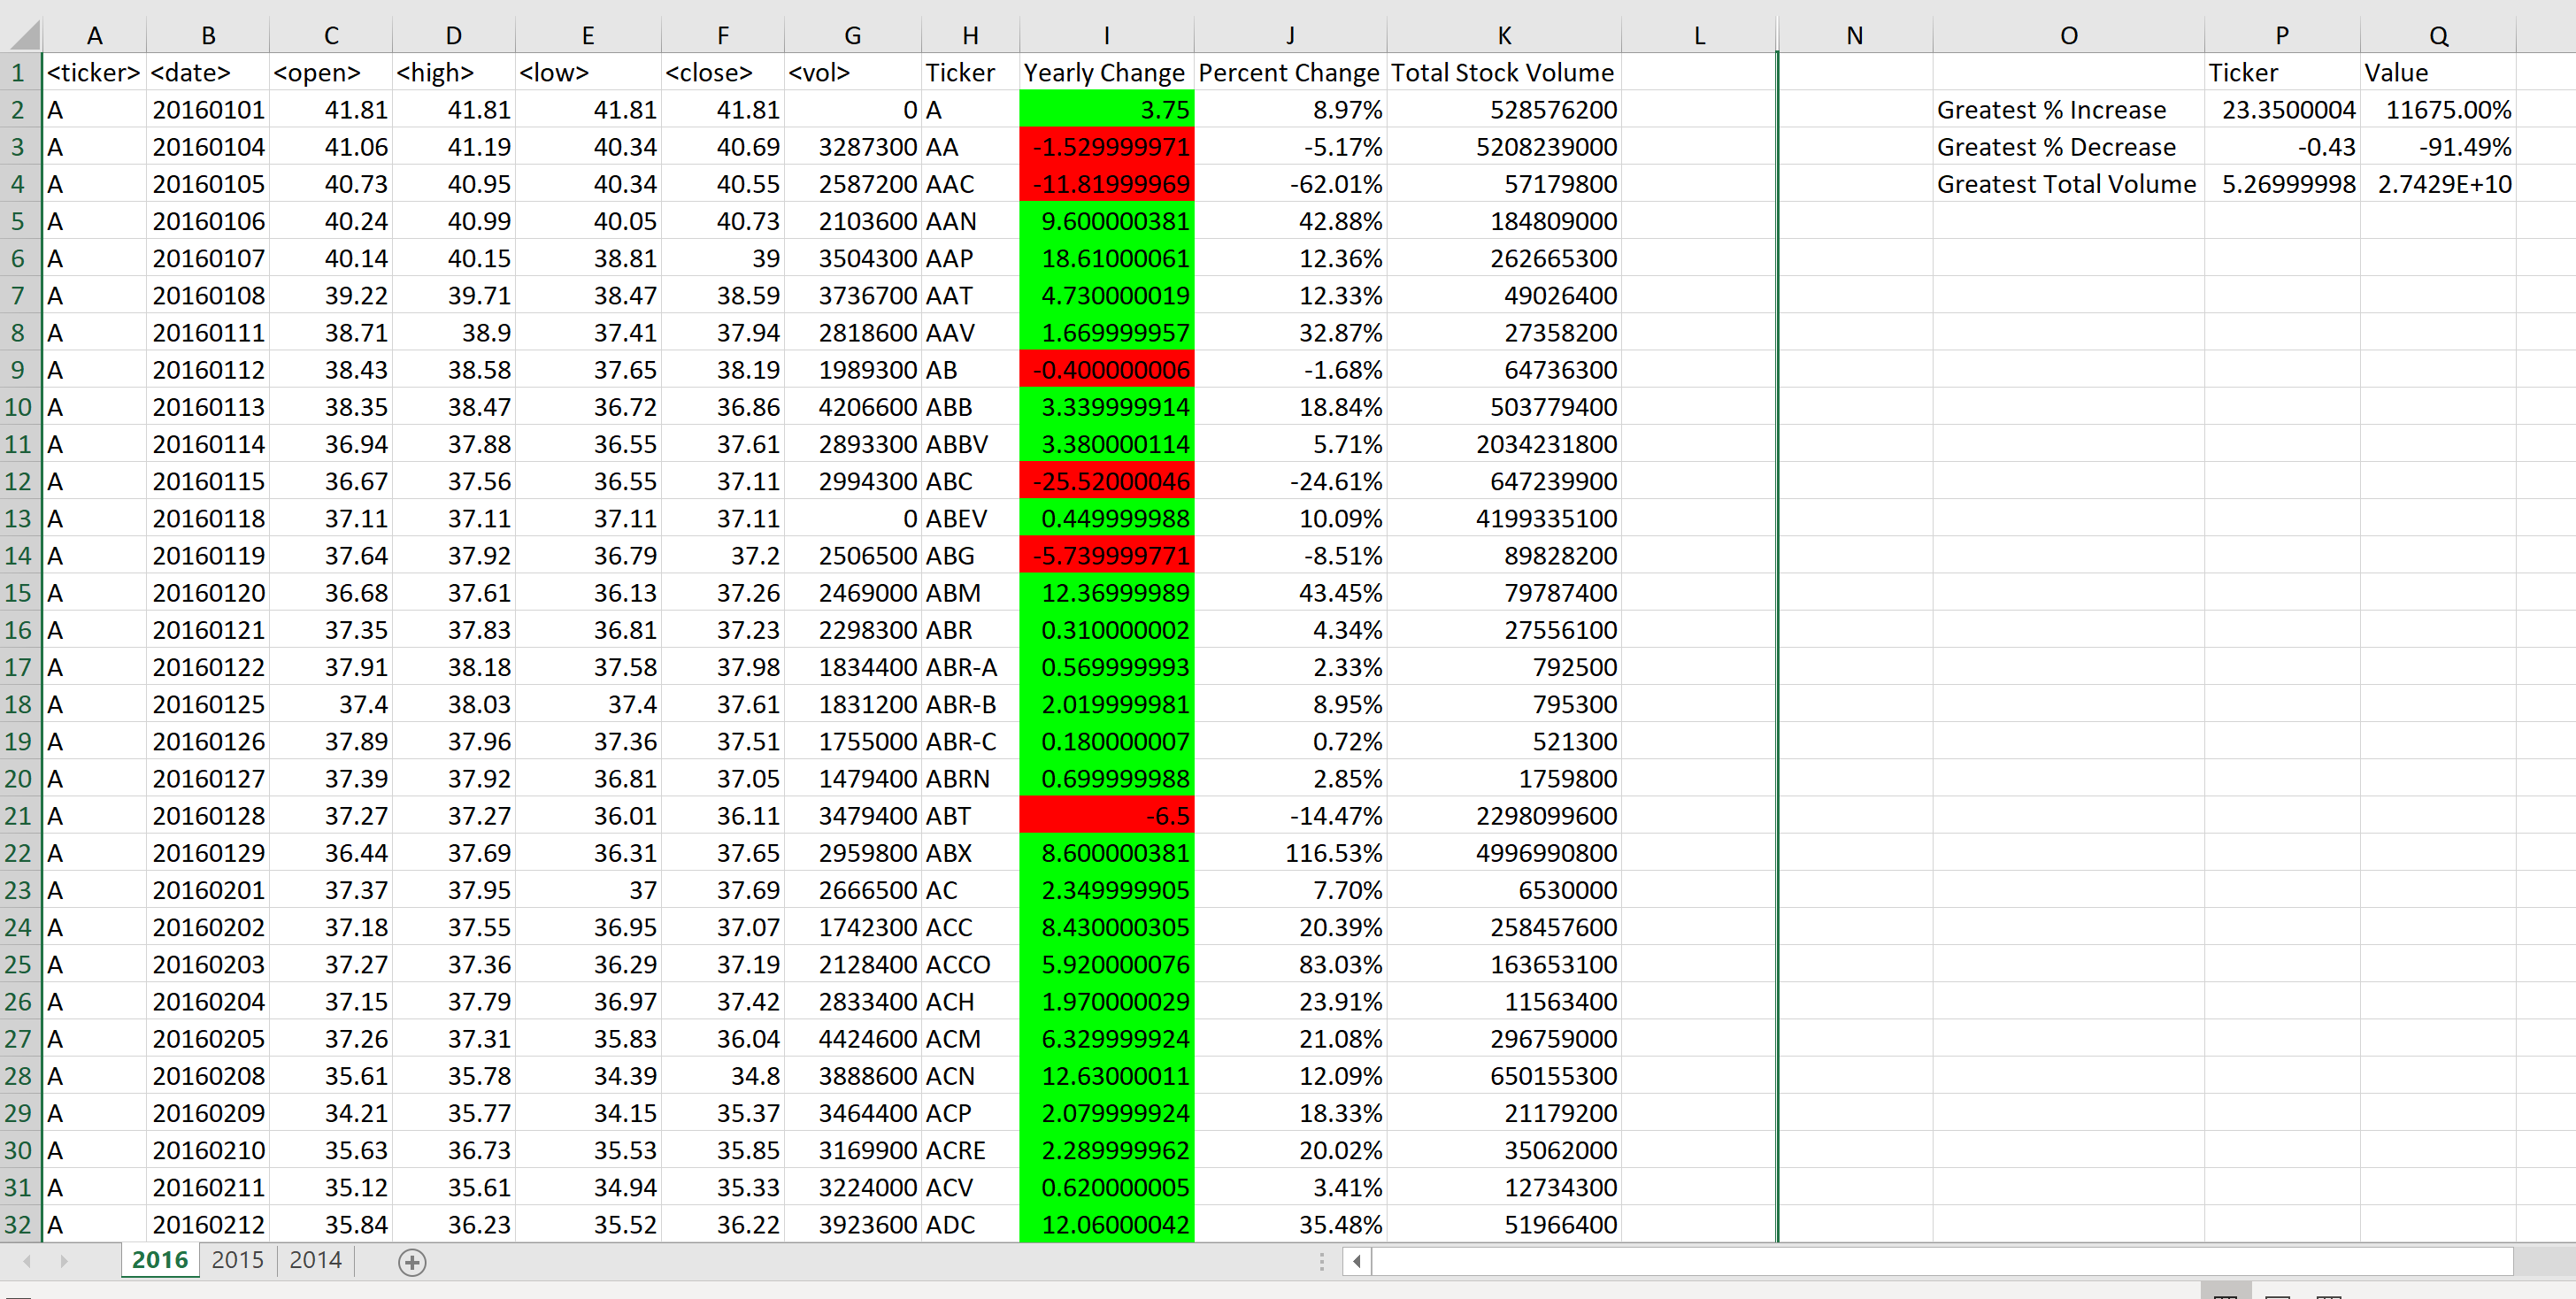 A B C D E F G H I J K L N O P Q
1 <ticker> <date> <open> <high> <low> <close> <vol> Ticker Yearly Change Percent Change Total Stock Volume Ticker Value
2 A 20160101 41.81 41.81 41.81 41.81 0 A 3.75 8.97% 528576200 Greatest % Increase 23.3500004 11675.00%
3 A 20160104 41.06 41.19 40.34 40.69 3287300 AA -1.529999971 -5.17% 5208239000 Greatest % Decrease -0.43 -91.49%
4 A 20160105 40.73 40.95 40.34 40.55 2587200 AAC -11.81999969 -62.01% 57179800 Greatest Total Volume 5.26999998 2.7429E+10
5 A 20160106 40.24 40.99 40.05 40.73 2103600 AAN 9.600000381 42.88% 184809000
6 A 20160107 40.14 40.15 38.81 39 3504300 AAP 18.61000061 12.36% 262665300
7 A 20160108 39.22 39.71 38.47 38.59 3736700 AAT 4.730000019 12.33% 49026400
8 A 20160111 38.71 38.9 37.41 37.94 2818600 AAV 1.669999957 32.87% 27358200
9 A 20160112 38.43 38.58 37.65 38.19 1989300 AB -0.400000006 -1.68% 64736300
10 A 20160113 38.35 38.47 36.72 36.86 4206600 ABB 3.339999914 18.84% 503779400
11 A 20160114 36.94 37.88 36.55 37.61 2893300 ABBV 3.380000114 5.71% 2034231800
12 A 20160115 36.67 37.56 36.55 37.11 2994300 ABC -25.52000046 -24.61% 647239900
13 A 20160118 37.11 37.11 37.11 37.11 0 ABEV 0.449999988 10.09% 4199335100
14 A 20160119 37.64 37.92 36.79 37.2 2506500 ABG -5.739999771 -8.51% 89828200
15 A 20160120 36.68 37.61 36.13 37.26 2469000 ABM 12.36999989 43.45% 79787400
16 A 20160121 37.35 37.83 36.81 37.23 2298300 ABR 0.310000002 4.34% 27556100
17 A 20160122 37.91 38.18 37.58 37.98 1834400 ABR-A 0.569999993 2.33% 792500
18 A 20160125 37.4 38.03 37.4 37.61 1831200 ABR-B 2.019999981 8.95% 795300
19 A 20160126 37.89 37.96 37.36 37.51 1755000 ABR-C 0.180000007 0.72% 521300
20 A 20160127 37.39 37.92 36.81 37.05 1479400 ABRN 0.699999988 2.85% 1759800
21 A 20160128 37.27 37.27 36.01 36.11 3479400 ABT -6.5 -14.47% 2298099600
22 A 20160129 36.44 37.69 36.31 37.65 2959800 ABX 8.600000381 116.53% 4996990800
23 A 20160201 37.37 37.95 37 37.69 2666500 AC 2.349999905 7.70% 6530000
24 A 20160202 37.18 37.55 36.95 37.07 1742300 ACC 8.430000305 20.39% 258457600
25 A 20160203 37.27 37.36 36.29 37.19 2128400 ACCO 5.920000076 83.03% 163653100
26 A 20160204 37.15 37.79 36.97 37.42 2833400 ACH 1.970000029 23.91% 11563400
27 A 20160205 37.26 37.31 35.83 36.04 4424600 ACM 6.329999924 21.08% 296759000
28 A 20160208 35.61 35.78 34.39 34.8 3888600 ACN 12.63000011 12.09% 650155300
29 A 20160209 34.21 35.77 34.15 35.37 3464400 ACP 2.079999924 18.33% 21179200
30 A 20160210 35.63 36.73 35.53 35.85 3169900 ACRE 2.289999962 20.02% 35062000
31 A 20160211 35.12 35.61 34.94 35.33 3224000 ACV 0.620000005 3.41% 12734300
32 A 20160212 35.84 36.23 35.52 36.22 3923600 ADC 12.06000042 35.48% 51966400
2016 2015 2014